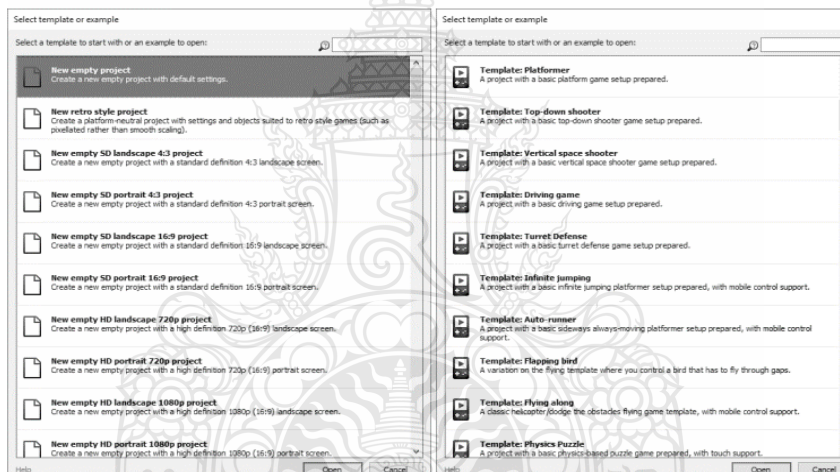 Select template or example
Select a template to start with or an example to open:
New empty project
Create a new empty project with default settings.
New retro style project
Create a platform-neutral project with settings and objects suited to retro style games (such as
pixellated rather than smooth scaling).
New empty SD landscape 4:3 project
Create a new empty project with a standard definition 4:3 landscape screen.
New empty SD portrait 4:3 project
Create a new empty project with a standard definition 4:3 portrait screen.
New empty SD landscape 16:9 project
Create a new empty project with a standard definition 16:9 landscape screen.
New empty SD portrait 16:9 project
Create a new empty project with a standard definition 16:9 portrait screen.
New empty HD landscape 720p project
Create a new empty project with a high definition 720p (16:9) landscape screen.
New empty HD portrait 720p project
Create a new empty project with a high definition 720p (16:9) portrait screen.
New empty HD landscape 1080p project
Create a new empty project with a high definition 1080p (16:9) landscape screen.
New empty HD portrait 1080p project
Create a new empty project with a high definition 1080p (16:9) portrait screen.
Help Open Cancel
Select template or example
Select a template to start with or an example to open:
Template: Platformer
A project with a basic platform game setup prepared.
Template: Top-down shooter
A project with a basic top-down shooter game setup prepared.
Template: Vertical space shooter
A project with a basic vertical space shooter game setup prepared.
Template: Driving game
A project with a basic driving game setup prepared.
Template: Turret Defense
A project with a basic turret defense game setup prepared.
Template: Infinite jumping
A project with a basic infinite jumping platformer setup prepared, with mobile control support.
Template: Auto-runner
A project with a basic sideways always-moving platformer setup prepared, with mobile control
support.
Template: Flapping bird
A variation on the flying template where you control a bird that has to fly through gaps.
Template: Flying along
A classic helicopter/dodge the obstacles flying game template, with mobile control support.
Template: Physics Puzzle
A project with a basic physics-based puzzle game prepared, with touch support.
Help Open Cancel